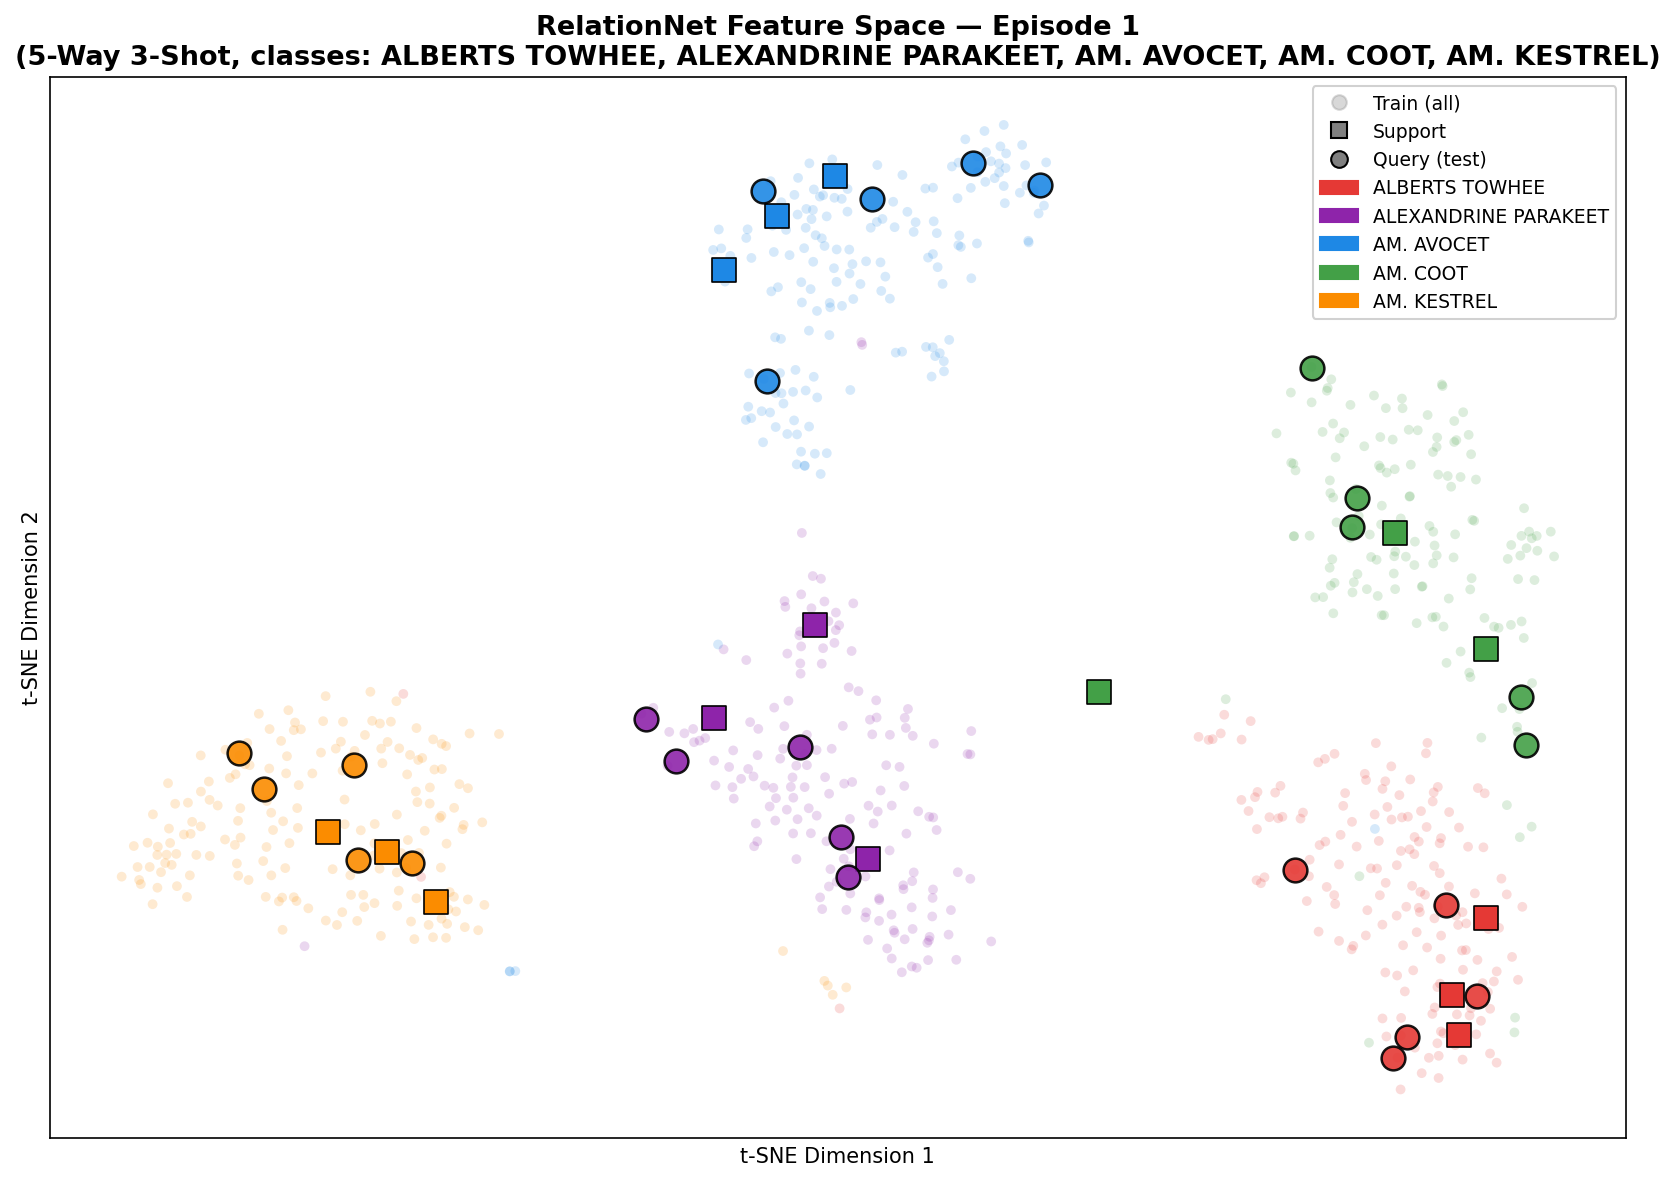 RelationNet Feature Space — Episode 1
(5-Way 3-Shot, classes: ALBERTS TOWHEE, ALEXANDRINE PARAKEET, AM. AVOCET, AM. COOT, AM. KESTREL)
Train (all)
Support
Query (test)
ALBERTS TOWHEE
ALEXANDRINE PARAKEET
AM. AVOCET
AM. COOT
AM. KESTREL
t-SNE Dimension 2
t-SNE Dimension 1